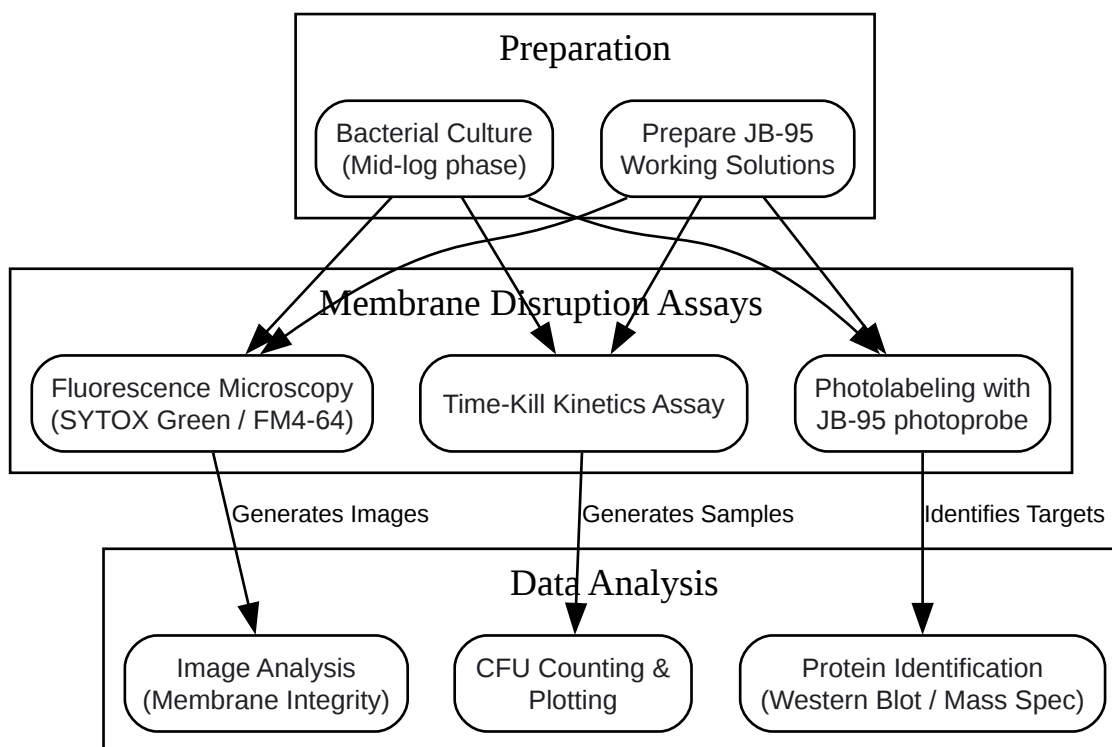 Preparation
Bacterial Culture
(Mid-log phase)
Prepare JB-95
Working Solutions
Membrane Disruption Assays
Fluorescence Microscopy
(SYTOX Green / FM4-64)
Time-Kill Kinetics Assay
Photolabeling with
JB-95 photoprobe
Generates Images
Generates Samples
Identifies Targets
Data Analysis
Image Analysis
(Membrane Integrity)
CFU Counting &
Plotting
Protein Identification
(Western Blot / Mass Spec)